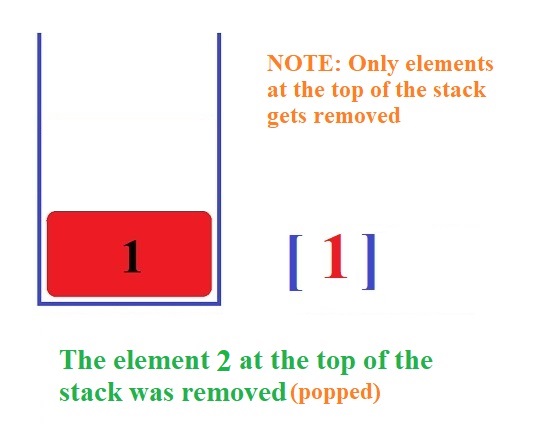 NOTE: Only elements
at the top of the stack
gets removed
1
[ 1 ]
The element 2 at the top of the
stack was removed (popped)